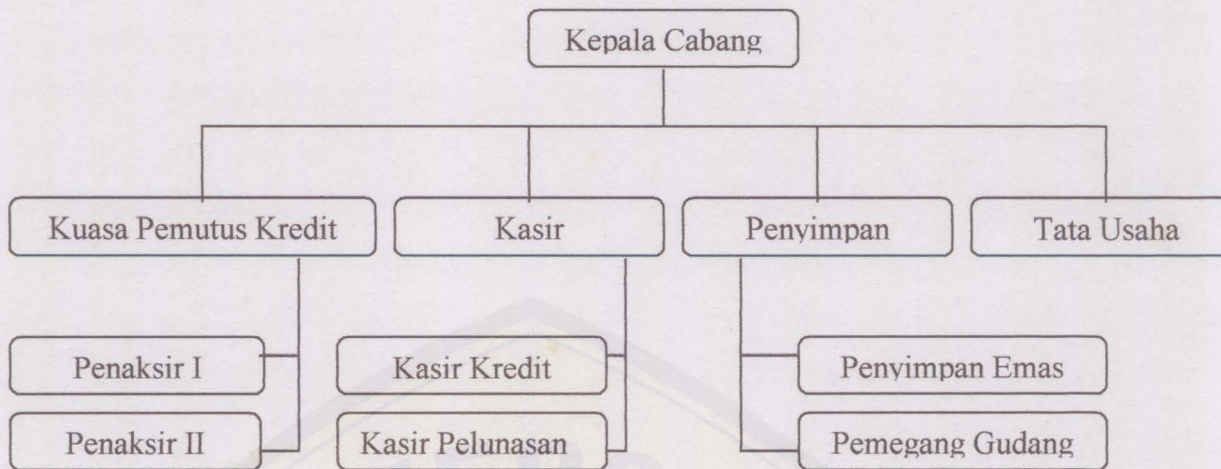 Kepala Cabang
Kuasa Pemutus Kredit
Kasir
Penyimpan
Tata Usaha
Penaksir I
Kasir Kredit
Penyimpan Emas
Penaksir II
Kasir Pelunasan
Pemegang Gudang